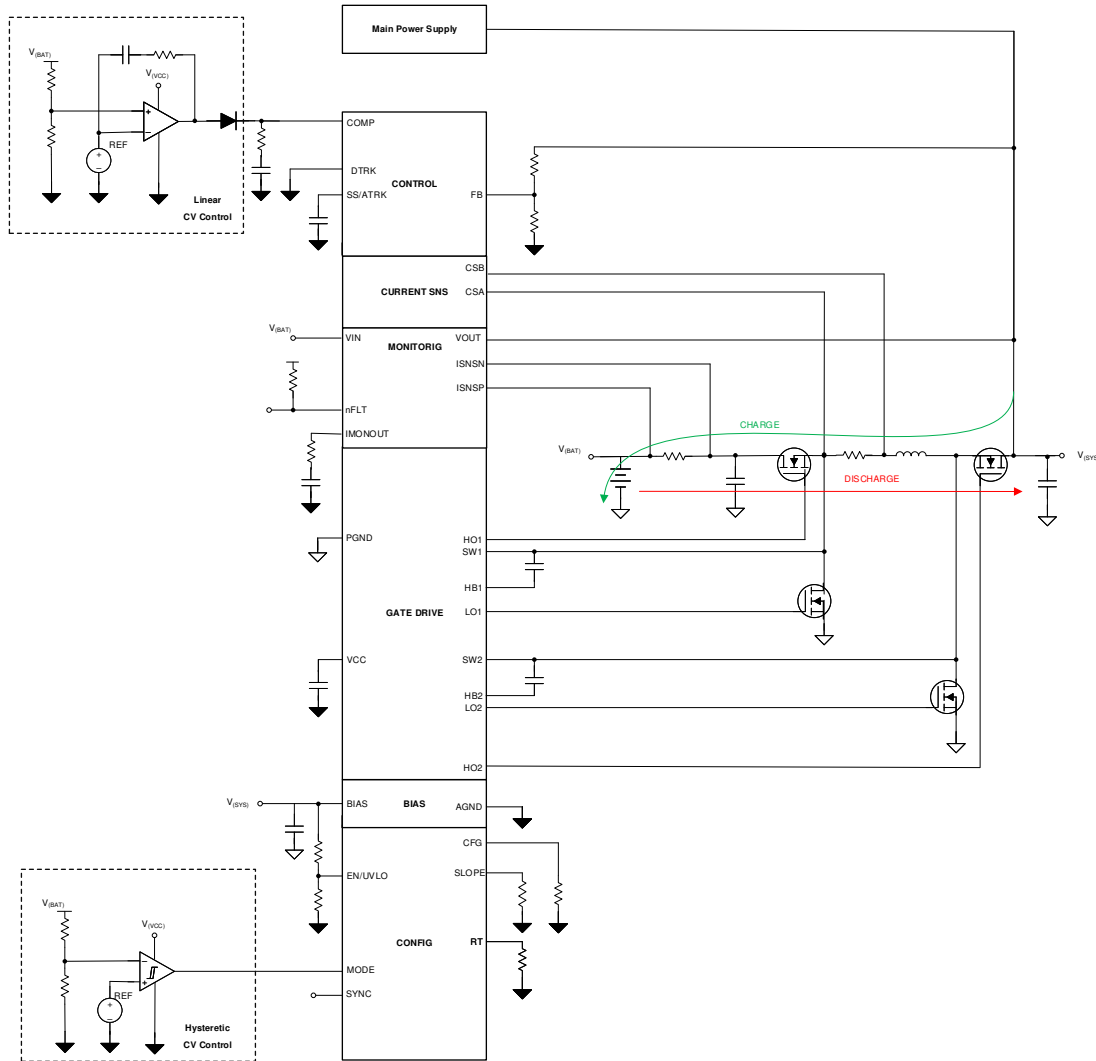 Main Power Supply
V(BAT)
V(VCC)
+
−
REF
+
−
Linear
CV Control
COMP
DTRK
SS/ATRK
CONTROL
FB
CSB
CSA
CURRENT SNS
V(BAT)
VIN
MONITORIG
VOUT
ISNSN
ISNSP
nFLT
IMONOUT
CHARGE
V(BAT)
V(SYS
DISCHARGE
PGND
HO1
SW1
HB1
GATE DRIVE
LO1
VCC
SW2
HB2
LO2
HO2
V(SYS)
BIAS
BIAS
AGND
CFG
EN/UVLO
SLOPE
CONFIG
RT
MODE
SYNC
V(BAT)
V(VCC)
−
+
REF
+
−
Hysteretic
CV Control